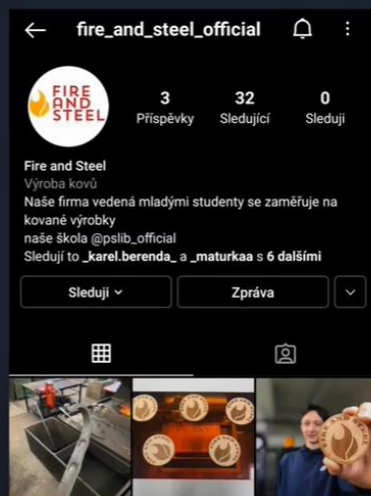 fire_and_steel_official
FIRE
AND
STEEL
3 32 0
Příspěvky Sledující Sleduji
Fire and Steel
Výroba kovů
Naše firma vedená mladými studenty se zaměřuje na
kované výrobky
naše škola @pslib_official
Sledují to _karel.berenda_ a _maturkaa s 6 dalšími
Sleduji Zpráva